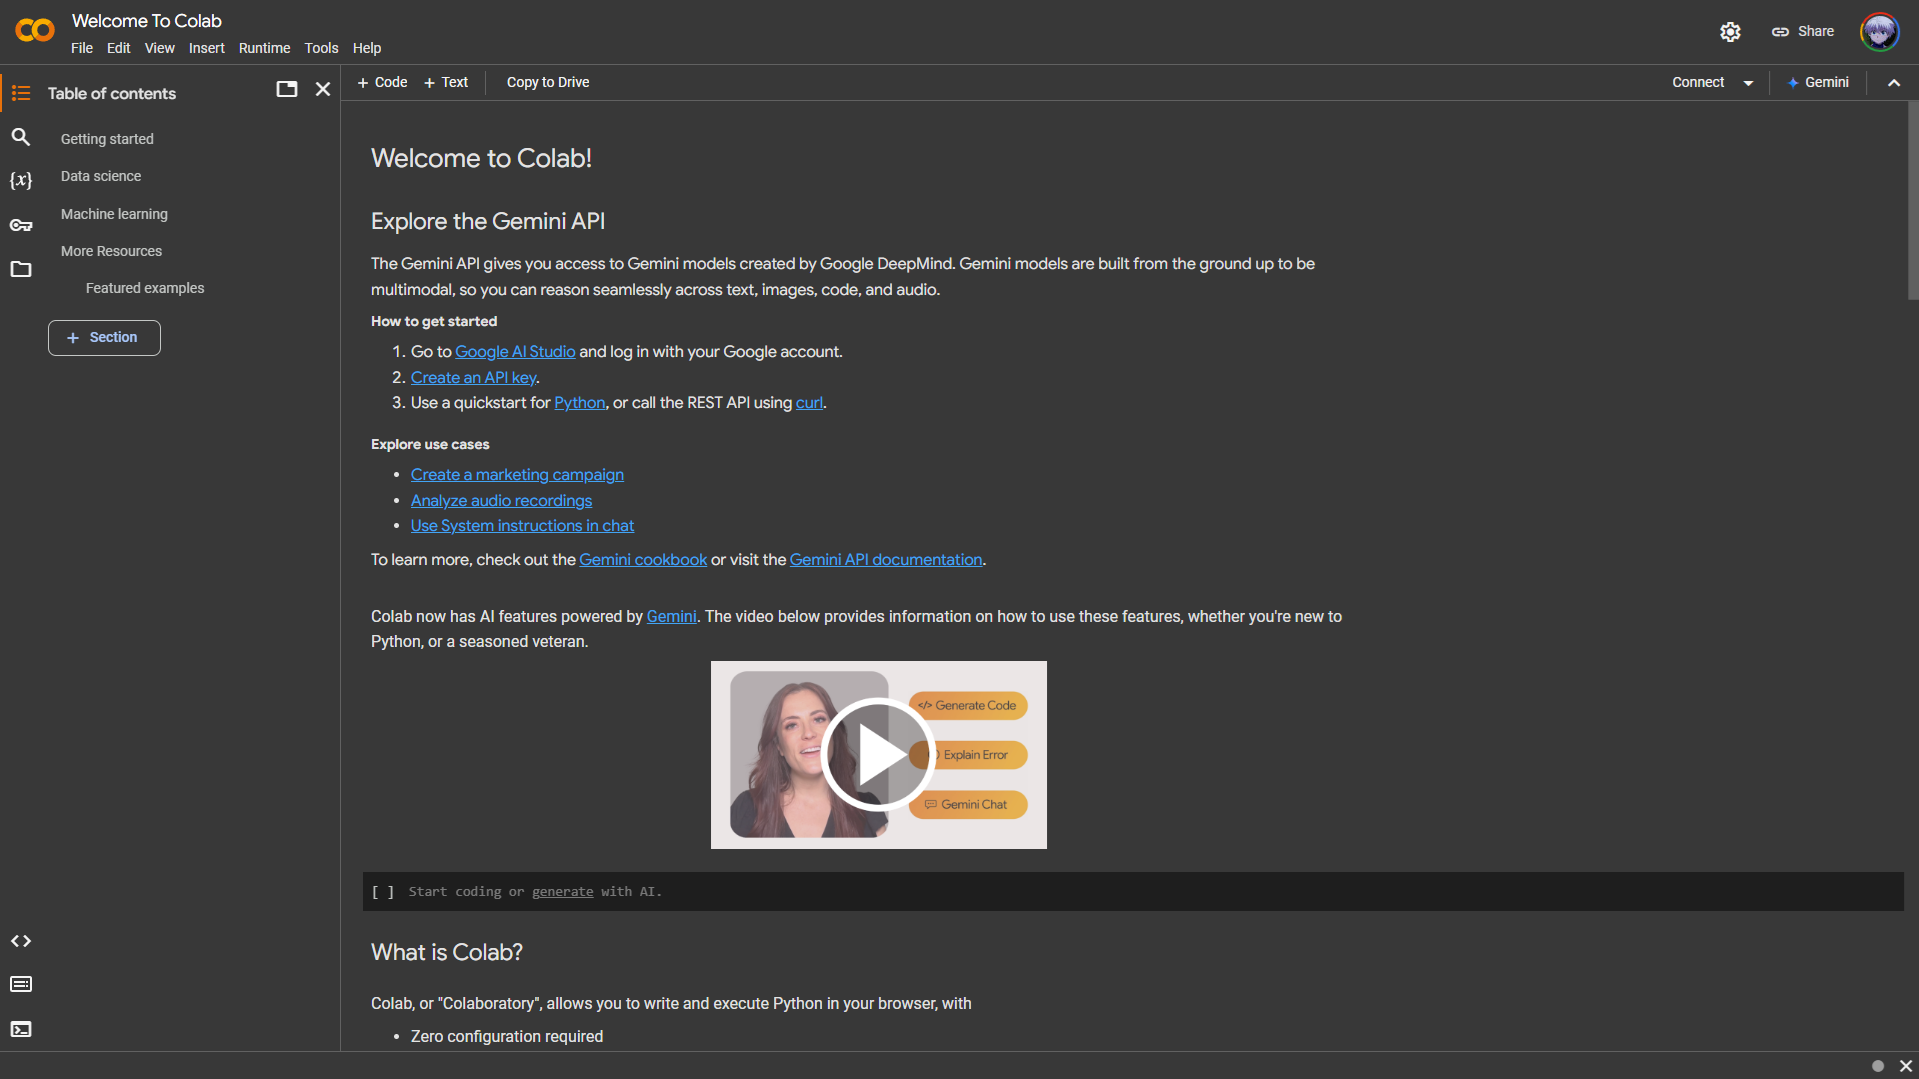 Welcome To Colab
File Edit View Insert Runtime Tools Help
Share
Table of contents
+ Code + Text Copy to Drive
Connect Gemini
Getting started
Data science
Machine learning
More Resources
Featured examples
+ Section
Welcome to Colab!
Explore the Gemini API
The Gemini API gives you access to Gemini models created by Google DeepMind. Gemini models are built from the ground up to be
multimodal, so you can reason seamlessly across text, images, code, and audio.
How to get started
1. Go to Google AI Studio and log in with your Google account.
2. Create an API key.
3. Use a quickstart for Python, or call the REST API using curl.
Explore use cases
• Create a marketing campaign
• Analyze audio recordings
• Use System instructions in chat
To learn more, check out the Gemini cookbook or visit the Gemini API documentation.
Colab now has AI features powered by Gemini. The video below provides information on how to use these features, whether you're new to
Python, or a seasoned veteran.
</> Generate Code
Explain Error
Gemini Chat
[ ] Start coding or generate with AI.
What is Colab?
Colab, or "Colaboratory", allows you to write and execute Python in your browser, with
• Zero configuration required